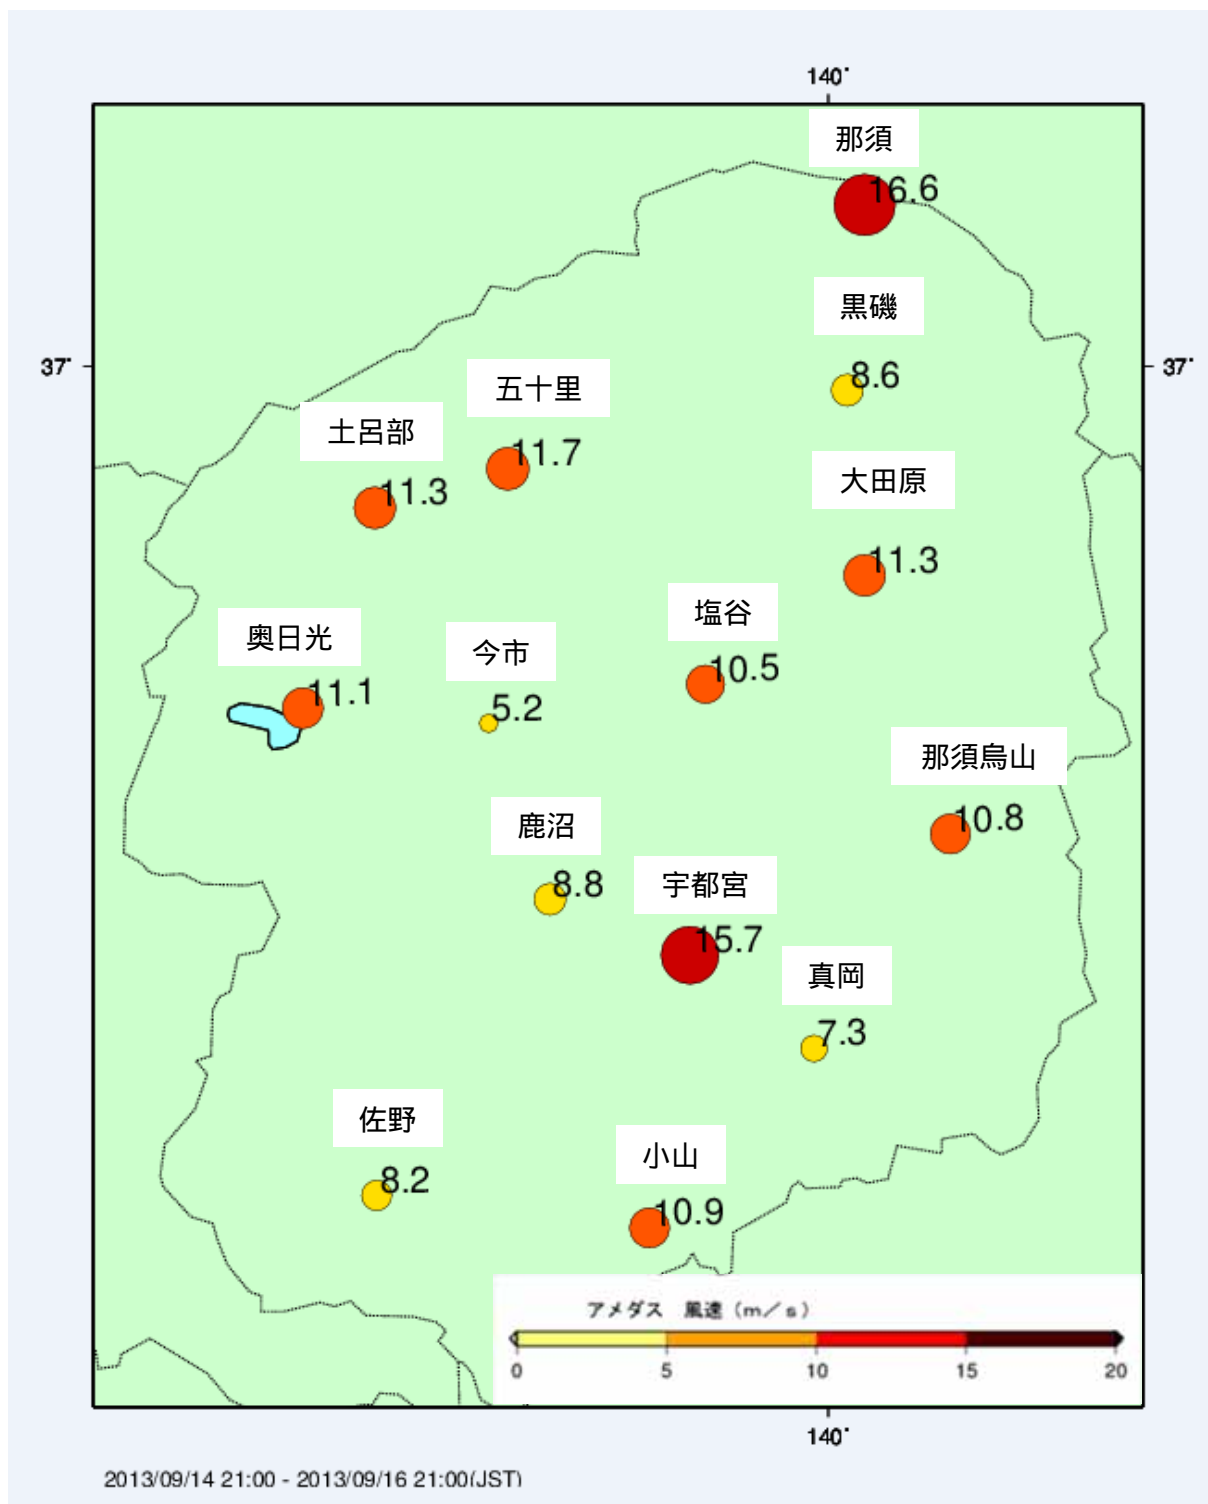 140°
那須
16.6
黒磯
8.6
37°
37°
五十里
11.7
土呂部
11.3
大田原
11.3
塩谷
10.5
奥日光
11.1
今市
5.2
那須烏山
10.8
鹿沼
8.8
宇都宮
15.7
真岡
7.3
佐野
8.2
小山
10.9
アメダス 風速（m／s）
0 5 10 15 20
140°
2013/09/14 21:00 - 2013/09/16 21:00(JST)